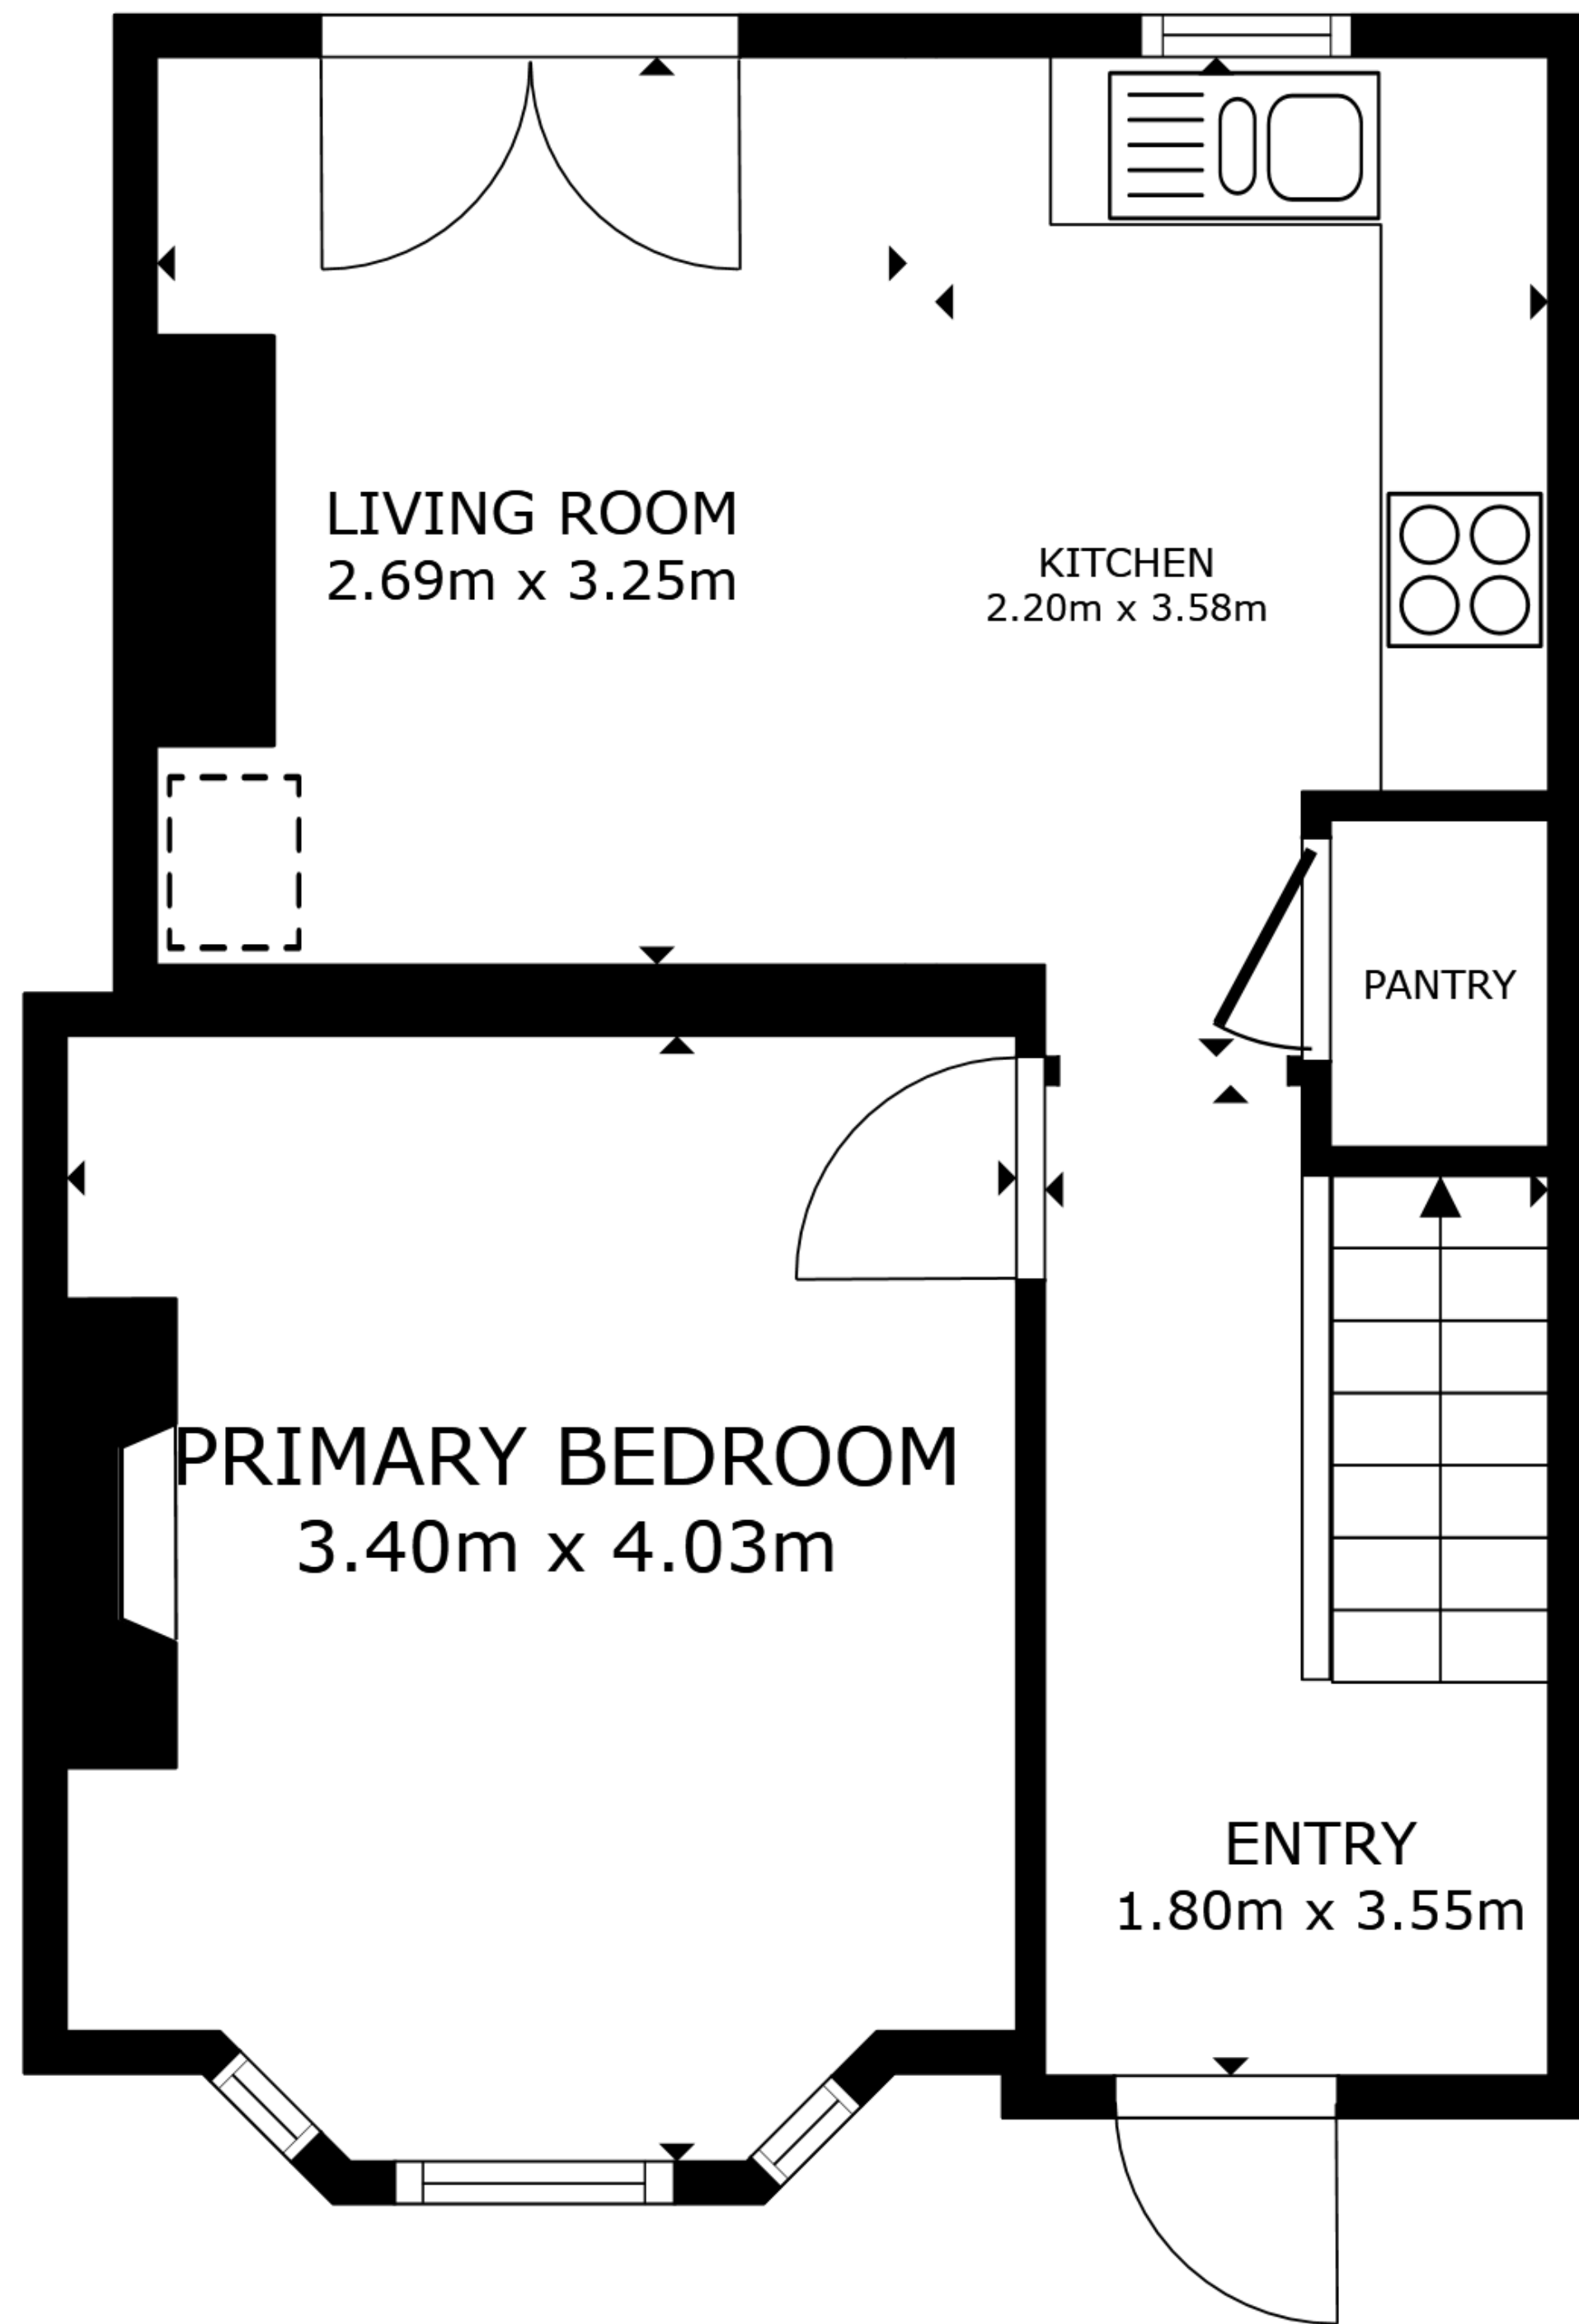 LIVING ROOM
2.69m x 3.25m
KITCHEN
2.20m x 3.58m
PANTRY
PRIMARY BEDROOM
3.40m x 4.03m
ENTRY
1.80m x 3.55m